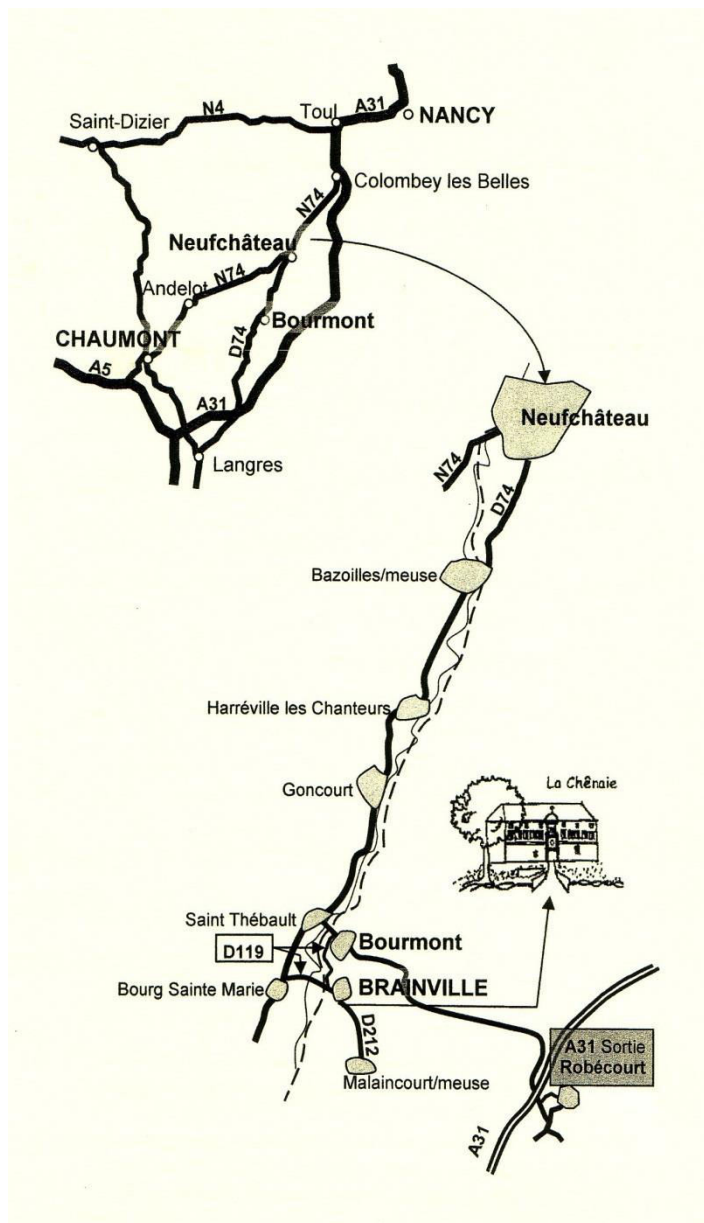 N4
Toul
A31
NANCY
Saint-Dizier
Colombey les Belles
N74
Neufchâteau
N74
Andelot
Bourmont
D74
CHAUMONT
A5
A31
Langres
Neufchâteau
N74
D74
Bazoilles/meuse
Harréville les Chanteurs
Goncourt
La Chênaie
Saint Thébault
Bourmont
D119
Bourg Sainte Marie
BRAINVILLE
D212
A31 Sortie
Robécourt
Malaincourt/meuse
A31